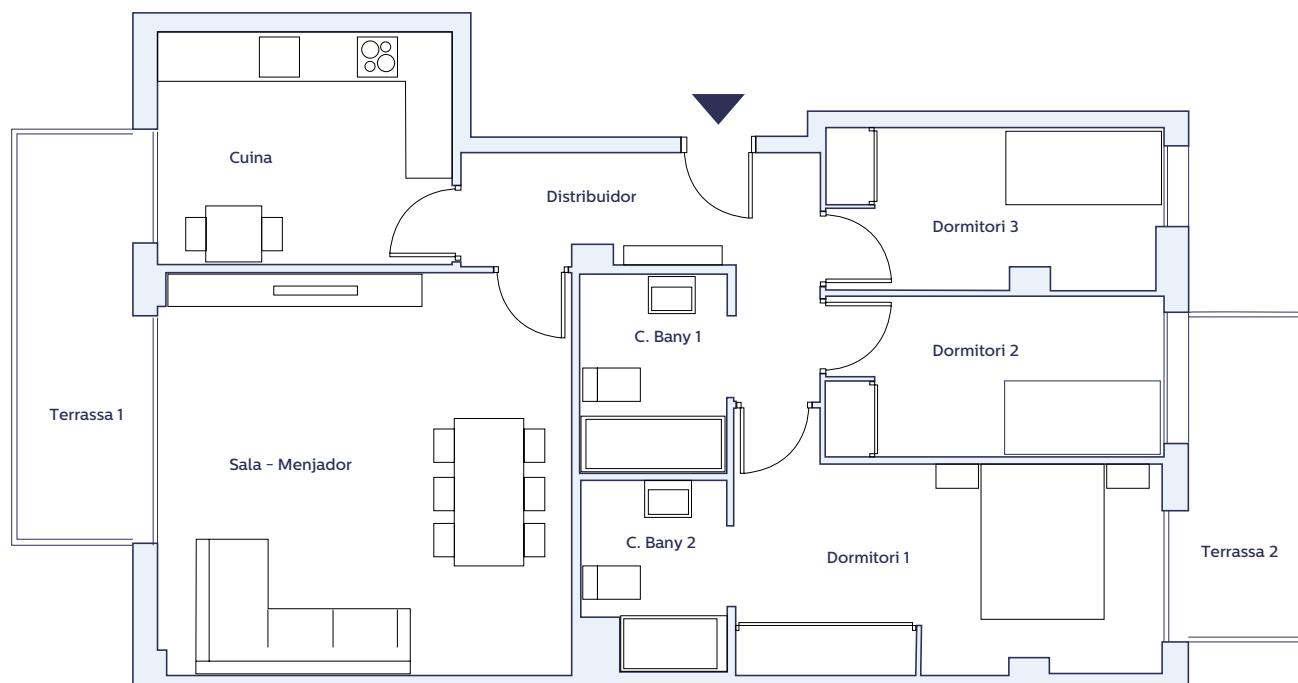 Cuina
Distribuidor
Dormitori 3
C. Bany 1
Dormitori 2
Terrassa 1
Sala - Menjador
C. Bany 2
Dormitori 1
Terrassa 2